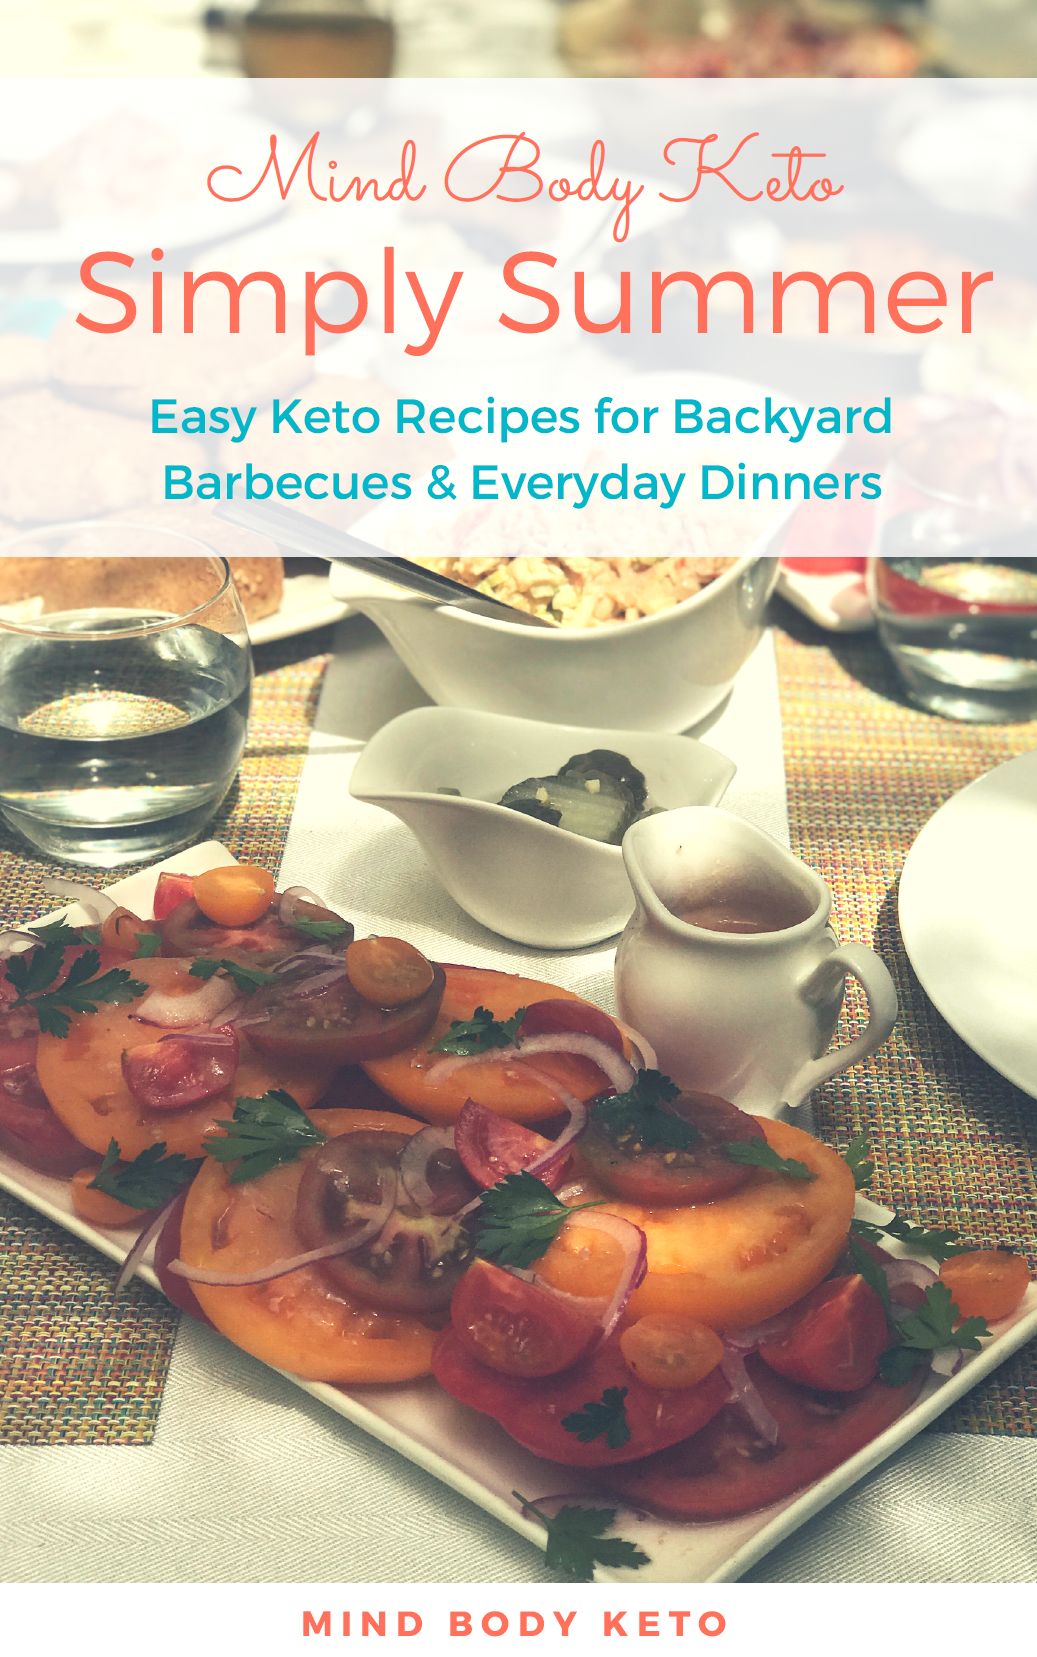 Mind Body Keto
Simply Summer
Easy Keto Recipes for Backyard
Barbecues & Everyday Dinners
MIND BODY KETO